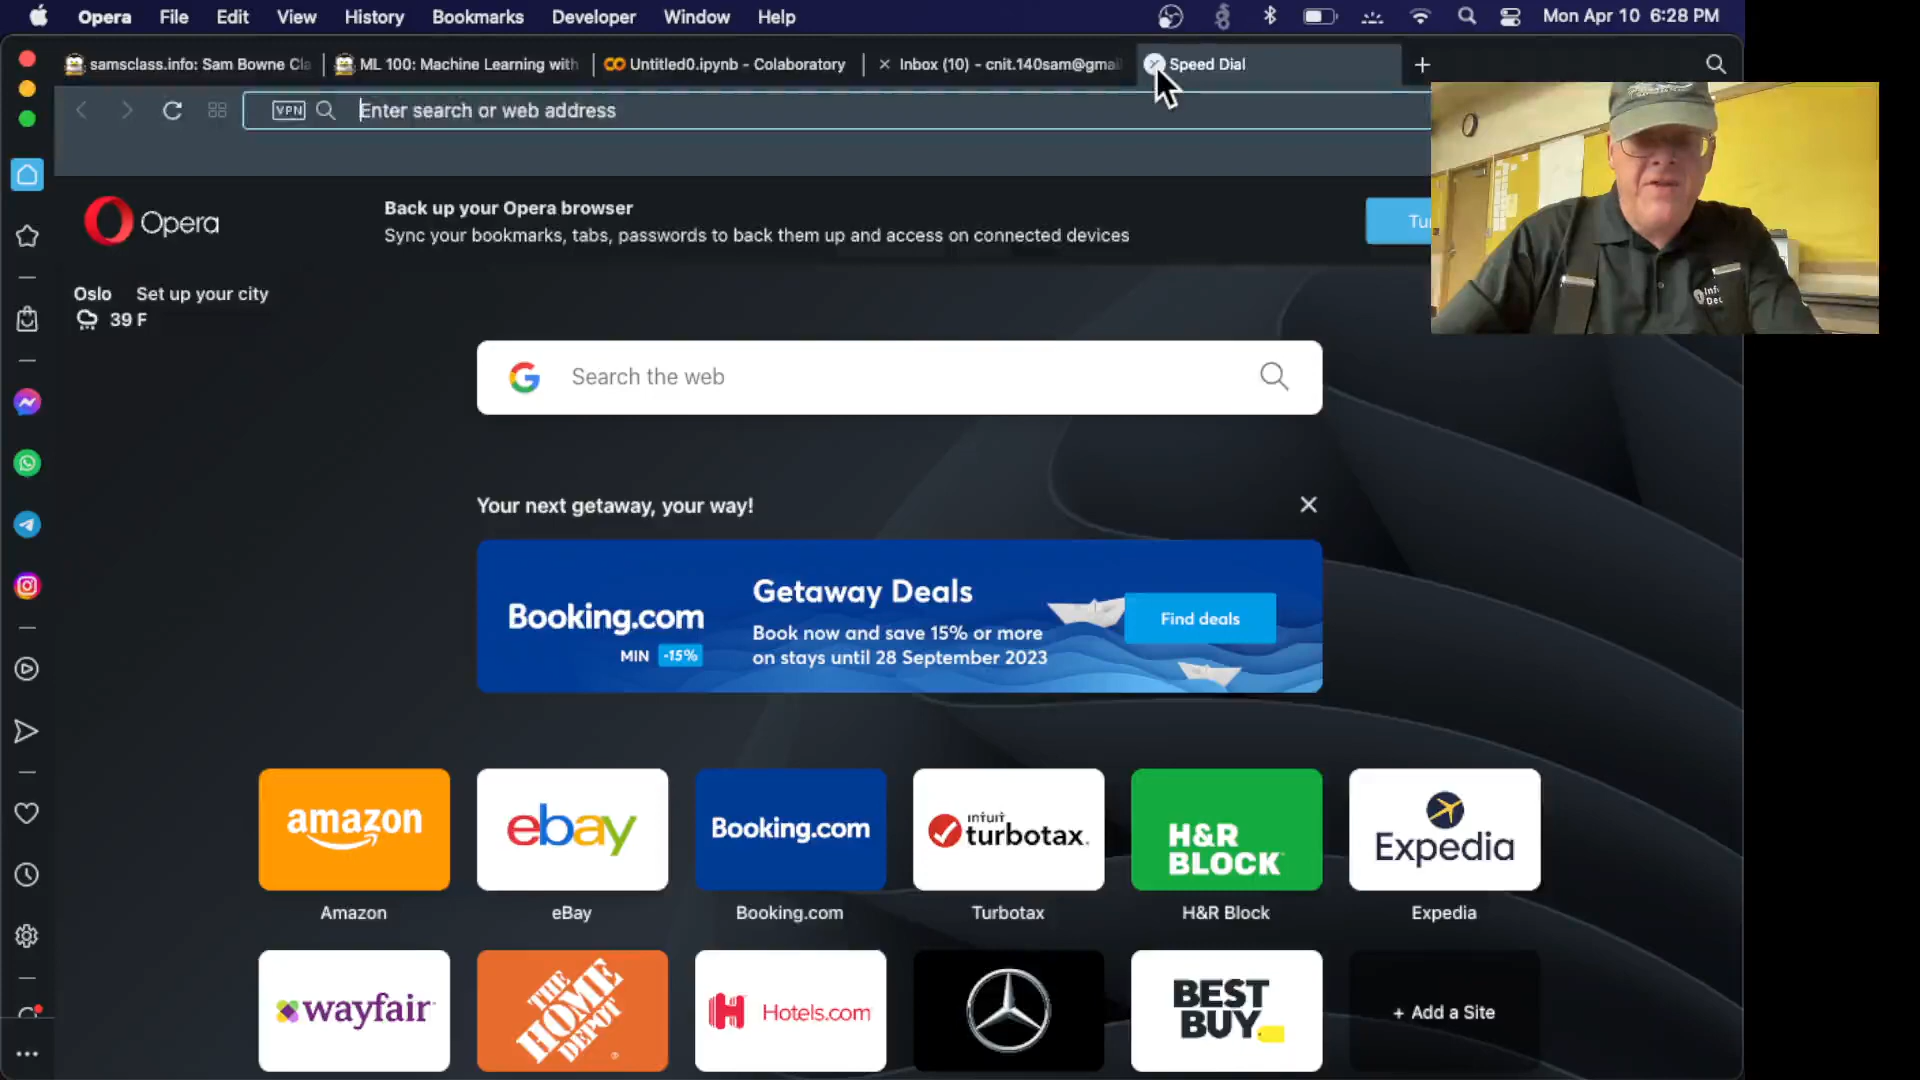 Opera File Edit View History Bookmarks Developer Window Help Mon Apr 10 6:28 PM
samsclass.info: Sam Bowne Cla ML 100: Machine Learning with Untitled0.ipynb - Colaboratory Inbox (10) - cnit.140sam@gmai Speed Dial
VPN Enter search or web address
Opera
Back up your Opera browser
Sync your bookmarks, tabs, passwords to back them up and access on connected devices
Tu
Oslo Set up your city
39 F
Search the web
Your next getaway, your way!
Booking.com
MIN -15%
Getaway Deals
Book now and save 15% or more
on stays until 28 September 2023
Find deals
amazon
ebay
Booking.com
intuit
turbotax.
H&R
BLOCK
Expedia
Amazon eBay Booking.com Turbotax H&R Block Expedia
wayfair
THE
HOME
DEPOT
Hotels.com
BEST
BUY
+ Add a Site